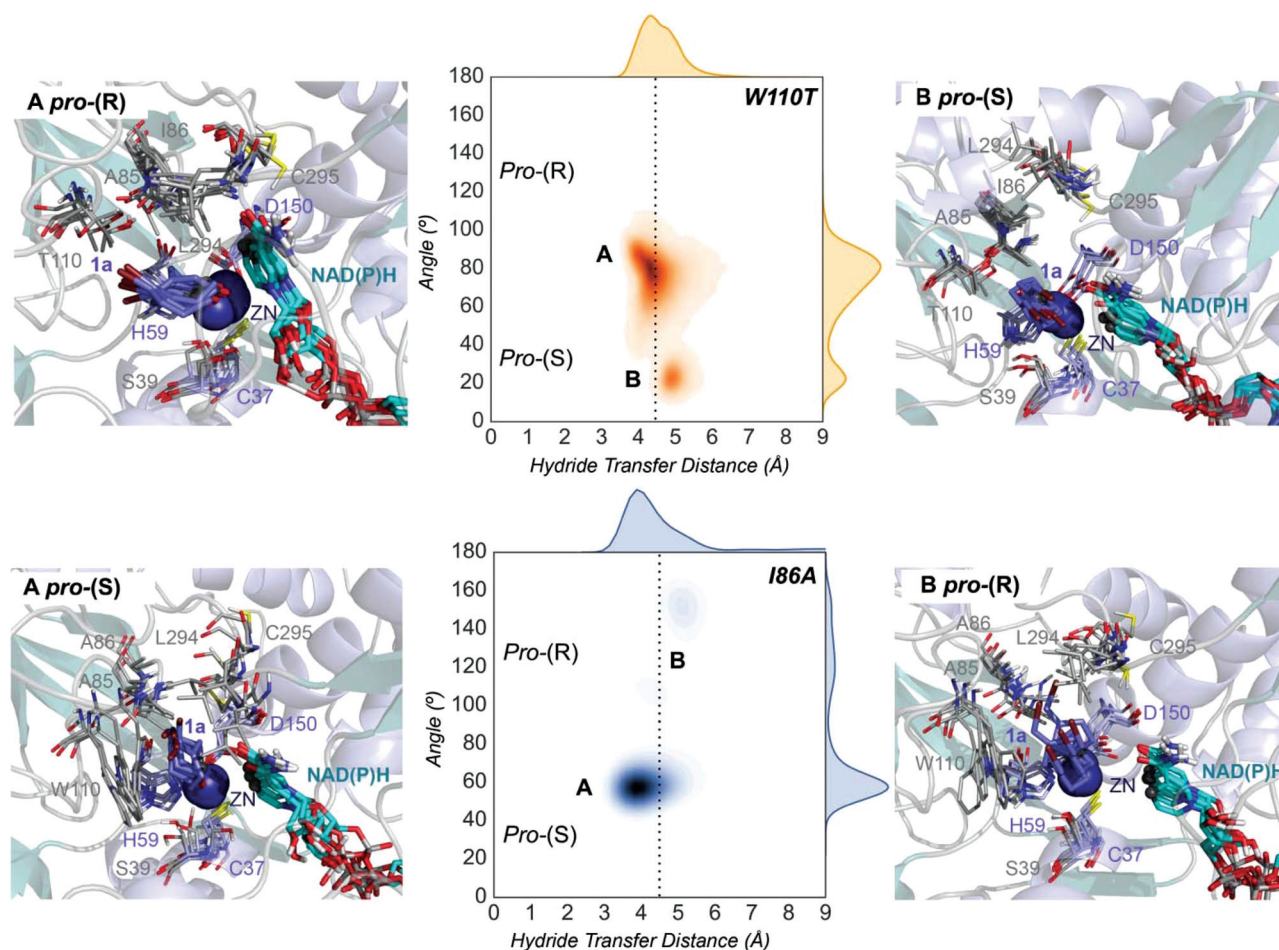 A pro-(R)
I86
A85
C295
D150
L294
T110
1a
NAD(P)H
ZN
H59
S39
C37
W110T
180
160
140
120
100
80
60
40
20
0
Angle (º)
Pro-(R)
A
Pro-(S)
B
0 1 2 3 4 5 6 7 8 9
Hydride Transfer Distance (Å)
B pro-(S)
L294
I86
C295
A85
D150
1a
T110
NAD(P)H
H59
ZN
S39
C37
A pro-(S)
A86
L294
C295
A85
1a
D150
W110
NAD(P)H
ZN
H59
S39
C37
I86A
180
160
140
120
100
80
60
40
20
0
Angle (º)
Pro-(R)
B
A
Pro-(S)
0 1 2 3 4 5 6 7 8 9
Hydride Transfer Distance (Å)
B pro-(R)
A86
L294
C295
A85
D150
1a
W110
NAD(P)H
ZN
H59
S39
C37